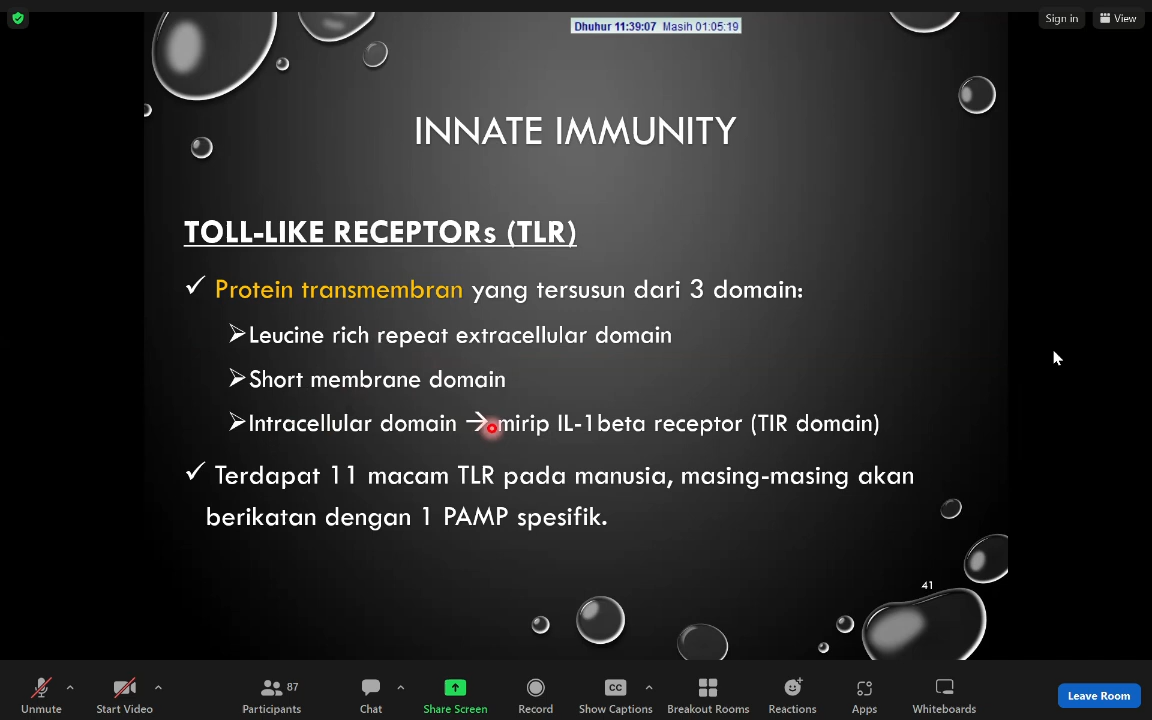 Dhuhur 11:39:07 Masih 01:05:19
Sign in
View
INNATE IMMUNITY
TOLL-LIKE RECEPTORs (TLR)
✓ Protein transmembran yang tersusun dari 3 domain:
➢Leucine rich repeat extracellular domain
➢Short membrane domain
➢Intracellular domain → mirip IL-1beta receptor (TIR domain)
✓ Terdapat 11 macam TLR pada manusia, masing-masing akan
berikatan dengan 1 PAMP spesifik.
41
87
CC
Unmute
Start Video
Participants
Chat
Share Screen
Record
Show Captions
Breakout Rooms
Reactions
Apps
Whiteboards
Leave Room